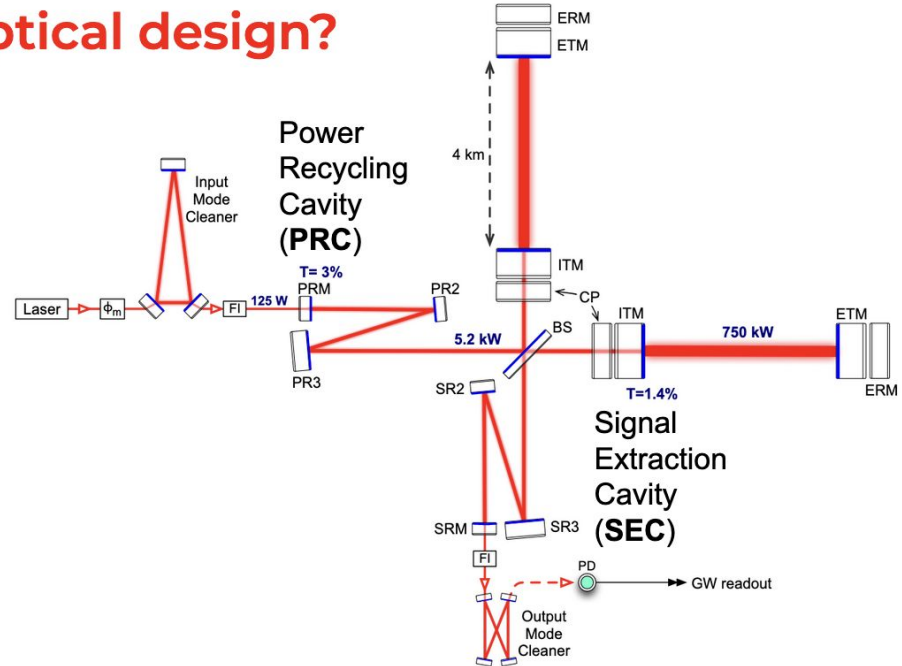 ptical design?
ERM
ETM
4 km
Power
Recycling
Cavity
(PRC)
Input
Mode
Cleaner
ITM
T= 3%
PRM
PR2
CP
Laser
ϕm
FI
125 W
ITM
ETM
BS
5.2 kW
750 kW
PR3
SR2
T=1.4%
ERM
Signal
Extraction
Cavity
(SEC)
SRM
SR3
FI
PD
GW readout
Output
Mode
Cleaner